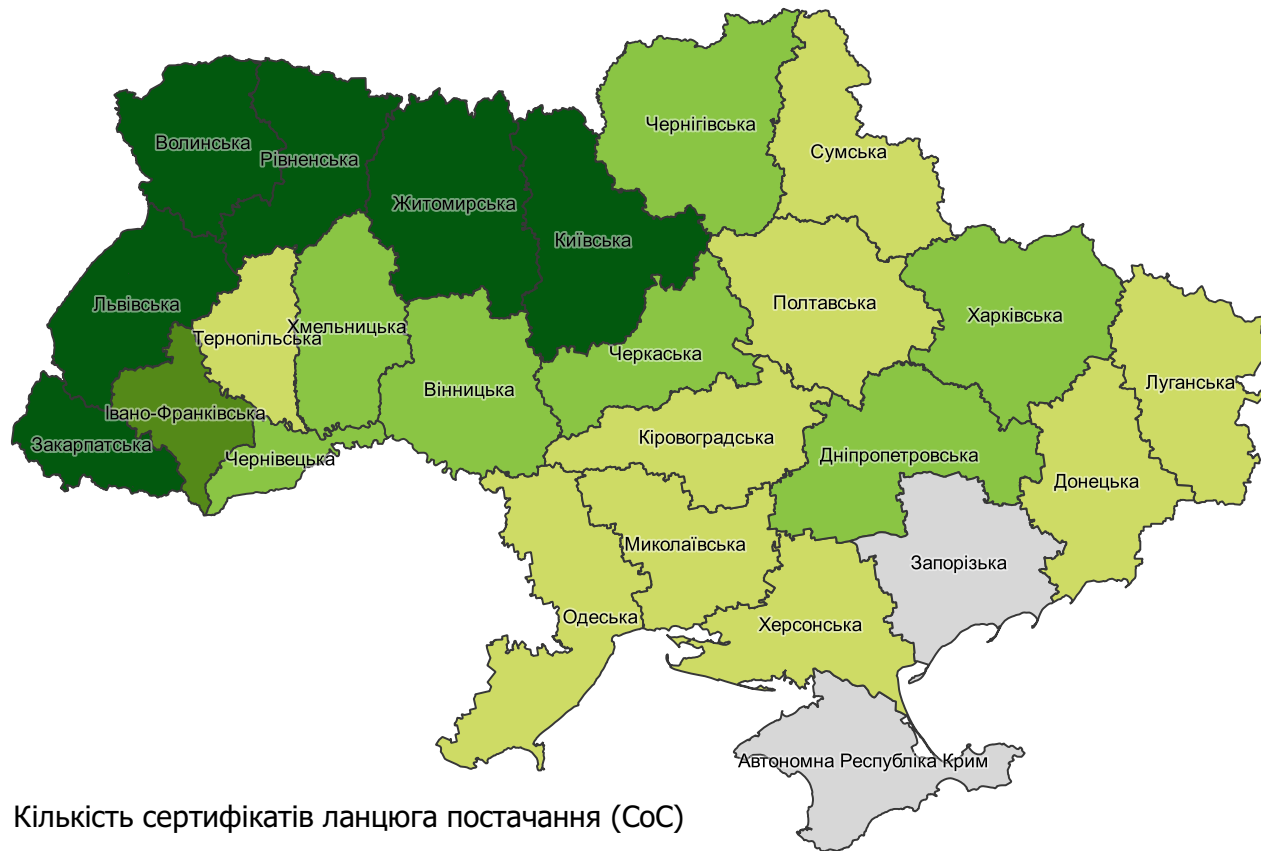 Чернігівська
Волинська
Сумська
Рівненська
Житомирська
Київська
Львівська
Полтавська
Харківська
Тернопільська
Хмельницька
Черкаська
Луганська
Вінницька
Івано-Франківська
Кіровоградська
Закарпатська
Чернівецька
Дніпропетровська
Донецька
Миколаївська
Запорізька
Одеська
Херсонська
Автономна Республіка Крим
Кількість сертифікатів ланцюга постачання (CoC)